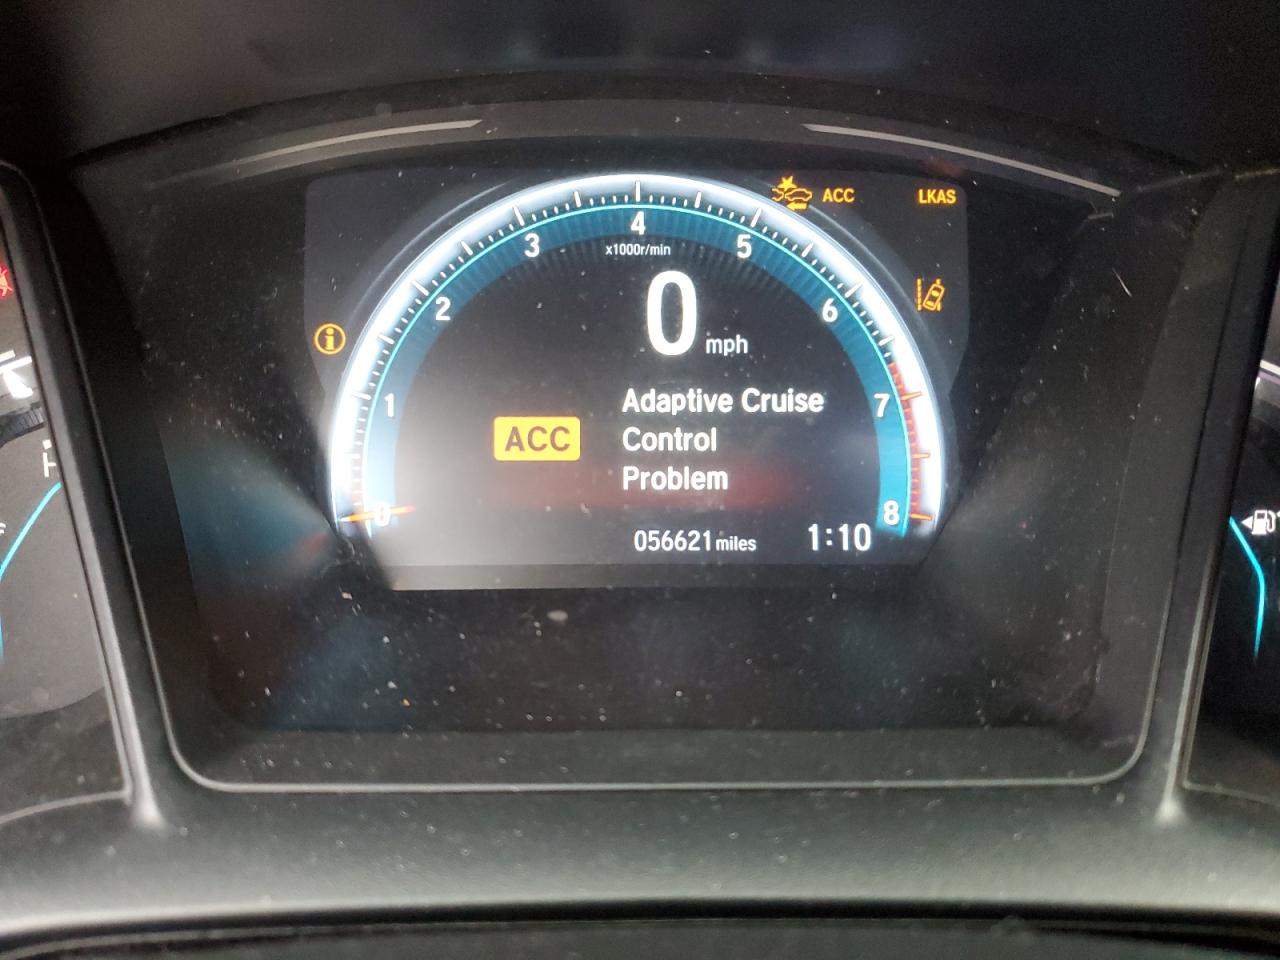 ACC
LKAS
4
3
5
x1000r/min
2
6
0 mph
1
7
Adaptive Cruise
ACC
Control
Problem
0
8
056621 miles
1:10